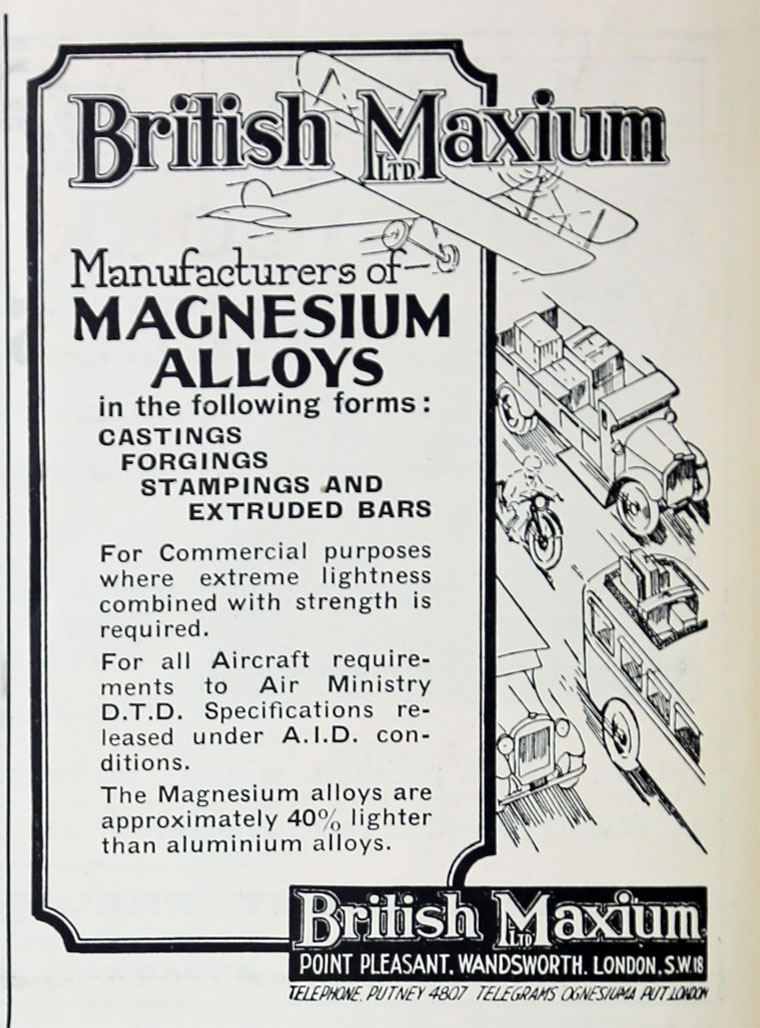 British Maxium
LTD
Manufacturers of—
MAGNESIUM
ALLOYS
in the following forms:
CASTINGS
FORGINGS
STAMPINGS AND
EXTRUDED BARS
For Commercial purposes
where extreme lightness
combined with strength is
required.
For all Aircraft require-
ments to Air Ministry
D.T.D. Specifications re-
leased under A.I.D. con-
ditions.
The Magnesium alloys are
approximately 40% lighter
than aluminium alloys.
British Maxium
LTD
POINT PLEASANT. WANDSWORTH. LONDON. S.W.18
TELEPHONE. PUTNEY 4807 TELEGRAMS OGNESIUMA PUT.LONDON